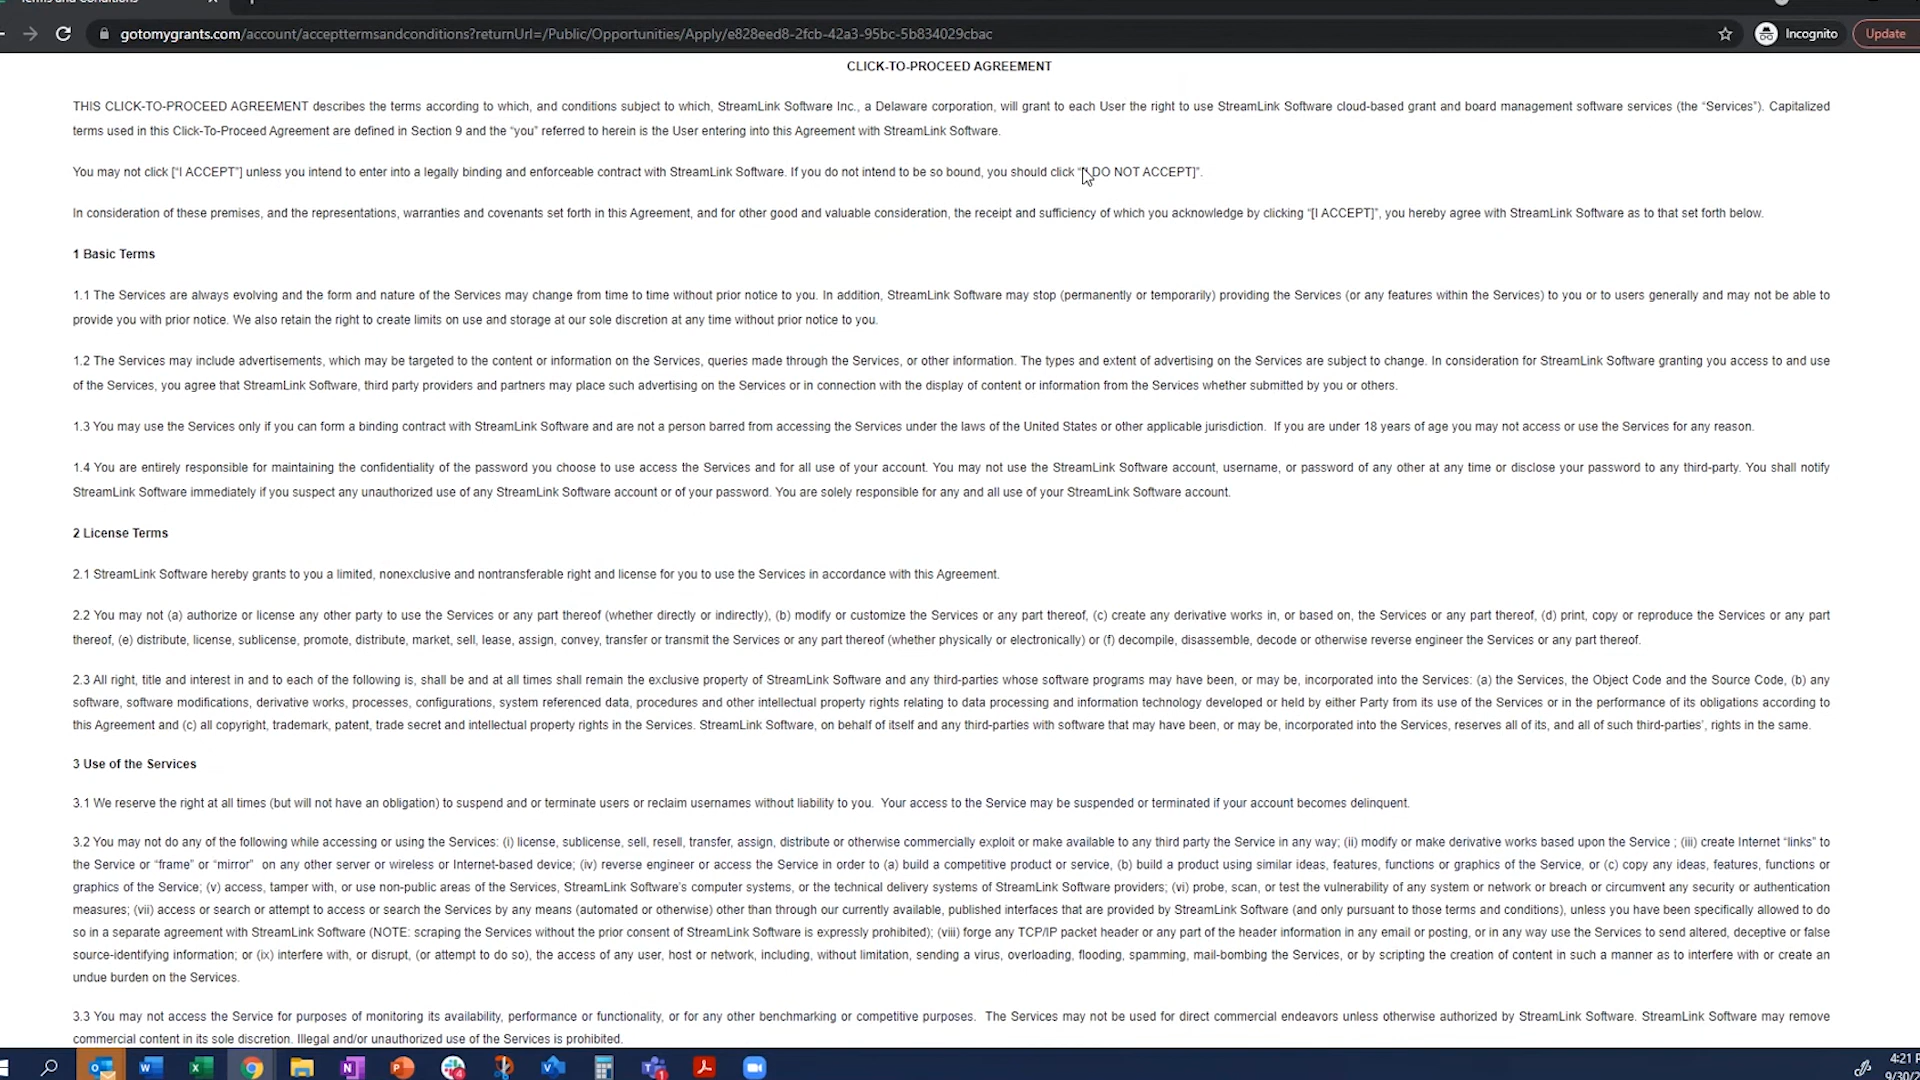 gotomygrants.com/account/accepttermsandconditions?returnUrl=/Public/Opportunities/Apply/e828eed8-2fcb-42a3-95bc-5b834029cbac
Incognito
Update
CLICK-TO-PROCEED AGREEMENT
THIS CLICK-TO-PROCEED AGREEMENT describes the terms according to which, and conditions subject to which, StreamLink Software Inc., a Delaware corporation, will grant to each User the right to use StreamLink Software cloud-based grant and board management software services (the “Services”). Capitalized
terms used in this Click-To-Proceed Agreement are defined in Section 9 and the “you” referred to herein is the User entering into this Agreement with StreamLink Software.
You may not click [“I ACCEPT”] unless you intend to enter into a legally binding and enforceable contract with StreamLink Software. If you do not intend to be so bound, you should click “[I DO NOT ACCEPT]”.
In consideration of these premises, and the representations, warranties and covenants set forth in this Agreement, and for other good and valuable consideration, the receipt and sufficiency of which you acknowledge by clicking “[I ACCEPT]”, you hereby agree with StreamLink Software as to that set forth below.
1 Basic Terms
1.1 The Services are always evolving and the form and nature of the Services may change from time to time without prior notice to you. In addition, StreamLink Software may stop (permanently or temporarily) providing the Services (or any features within the Services) to you or to users generally and may not be able to
provide you with prior notice. We also retain the right to create limits on use and storage at our sole discretion at any time without prior notice to you.
1.2 The Services may include advertisements, which may be targeted to the content or information on the Services, queries made through the Services, or other information. The types and extent of advertising on the Services are subject to change. In consideration for StreamLink Software granting you access to and use
of the Services, you agree that StreamLink Software, third party providers and partners may place such advertising on the Services or in connection with the display of content or information from the Services whether submitted by you or others.
1.3 You may use the Services only if you can form a binding contract with StreamLink Software and are not a person barred from accessing the Services under the laws of the United States or other applicable jurisdiction. If you are under 18 years of age you may not access or use the Services for any reason.
1.4 You are entirely responsible for maintaining the confidentiality of the password you choose to use access the Services and for all use of your account. You may not use the StreamLink Software account, username, or password of any other at any time or disclose your password to any third-party. You shall notify
StreamLink Software immediately if you suspect any unauthorized use of any StreamLink Software account or of your password. You are solely responsible for any and all use of your StreamLink Software account.
2 License Terms
2.1 StreamLink Software hereby grants to you a limited, nonexclusive and nontransferable right and license for you to use the Services in accordance with this Agreement.
2.2 You may not (a) authorize or license any other party to use the Services or any part thereof (whether directly or indirectly), (b) modify or customize the Services or any part thereof, (c) create any derivative works in, or based on, the Services or any part thereof, (d) print, copy or reproduce the Services or any part
thereof, (e) distribute, license, sublicense, promote, distribute, market, sell, lease, assign, convey, transfer or transmit the Services or any part thereof (whether physically or electronically) or (f) decompile, disassemble, decode or otherwise reverse engineer the Services or any part thereof.
2.3 All right, title and interest in and to each of the following is, shall be and at all times shall remain the exclusive property of StreamLink Software and any third-parties whose software programs may have been, or may be, incorporated into the Services: (a) the Services, the Object Code and the Source Code, (b) any
software, software modifications, derivative works, processes, configurations, system referenced data, procedures and other intellectual property rights relating to data processing and information technology developed or held by either Party from its use of the Services or in the performance of its obligations according to
this Agreement and (c) all copyright, trademark, patent, trade secret and intellectual property rights in the Services. StreamLink Software, on behalf of itself and any third-parties with software that may have been, or may be, incorporated into the Services, reserves all of its, and all of such third-parties’, rights in the same.
3 Use of the Services
3.1 We reserve the right at all times (but will not have an obligation) to suspend and or terminate users or reclaim usernames without liability to you. Your access to the Service may be suspended or terminated if your account becomes delinquent.
3.2 You may not do any of the following while accessing or using the Services: (i) license, sublicense, sell, resell, transfer, assign, distribute or otherwise commercially exploit or make available to any third party the Service in any way; (ii) modify or make derivative works based upon the Service ; (iii) create Internet “links” to
the Service or “frame” or “mirror” on any other server or wireless or Internet-based device; (iv) reverse engineer or access the Service in order to (a) build a competitive product or service, (b) build a product using similar ideas, features, functions or graphics of the Service, or (c) copy any ideas, features, functions or
graphics of the Service; (v) access, tamper with, or use non-public areas of the Services, StreamLink Software’s computer systems, or the technical delivery systems of StreamLink Software providers; (vi) probe, scan, or test the vulnerability of any system or network or breach or circumvent any security or authentication
measures; (vii) access or search or attempt to access or search the Services by any means (automated or otherwise) other than through our currently available, published interfaces that are provided by StreamLink Software (and only pursuant to those terms and conditions), unless you have been specifically allowed to do
so in a separate agreement with StreamLink Software (NOTE: scraping the Services without the prior consent of StreamLink Software is expressly prohibited); (viii) forge any TCP/IP packet header or any part of the header information in any email or posting, or in any way use the Services to send altered, deceptive or false
source-identifying information; or (ix) interfere with, or disrupt, (or attempt to do so), the access of any user, host or network, including, without limitation, sending a virus, overloading, flooding, spamming, mail-bombing the Services, or by scripting the creation of content in such a manner as to interfere with or create an
undue burden on the Services.
3.3 You may not access the Service for purposes of monitoring its availability, performance or functionality, or for any other benchmarking or competitive purposes. The Services may not be used for direct commercial endeavors unless otherwise authorized by StreamLink Software. StreamLink Software may remove
commercial content in its sole discretion. Illegal and/or unauthorized use of the Services is prohibited.
4:21 P
9/30/2